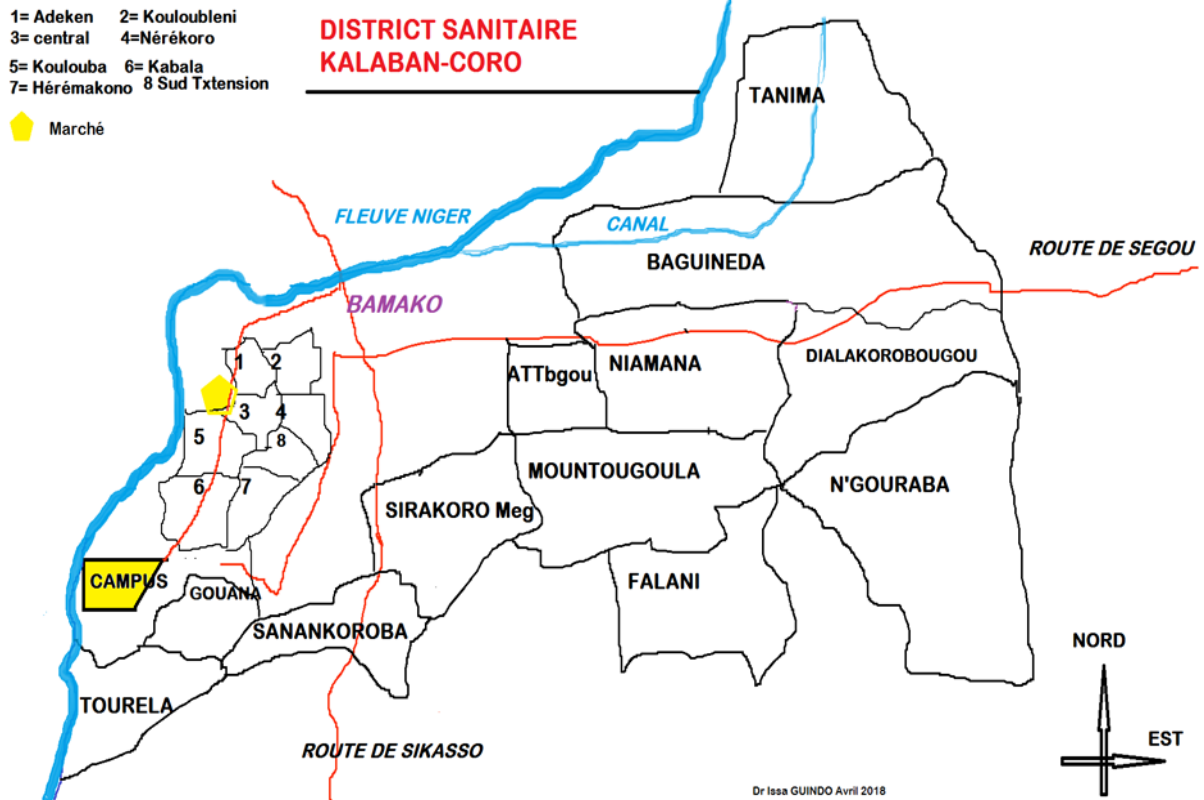 1= Adeken 2= Kouloubleni
3= central 4=Nérékoro
5= Koulouba 6= Kabala
7= Hérémakono 8 Sud Txtension
Marché
DISTRICT SANITAIRE
KALABAN-CORO
TANIMA
FLEUVE NIGER
CANAL
ROUTE DE SEGOU
BAGUINEDA
BAMAKO
1 2
ATTbgou
NIAMANA
DIALAKOROBOUGOU
3 4
5
8
MOUNTOUGOULA
6 7
N'GOURABA
SIRAKORO Meg
CAMPUS
GOUANA
FALANI
SANANKOROBA
NORD
TOURELA
EST
ROUTE DE SIKASSO
Dr Issa GUINDO Avril 2018